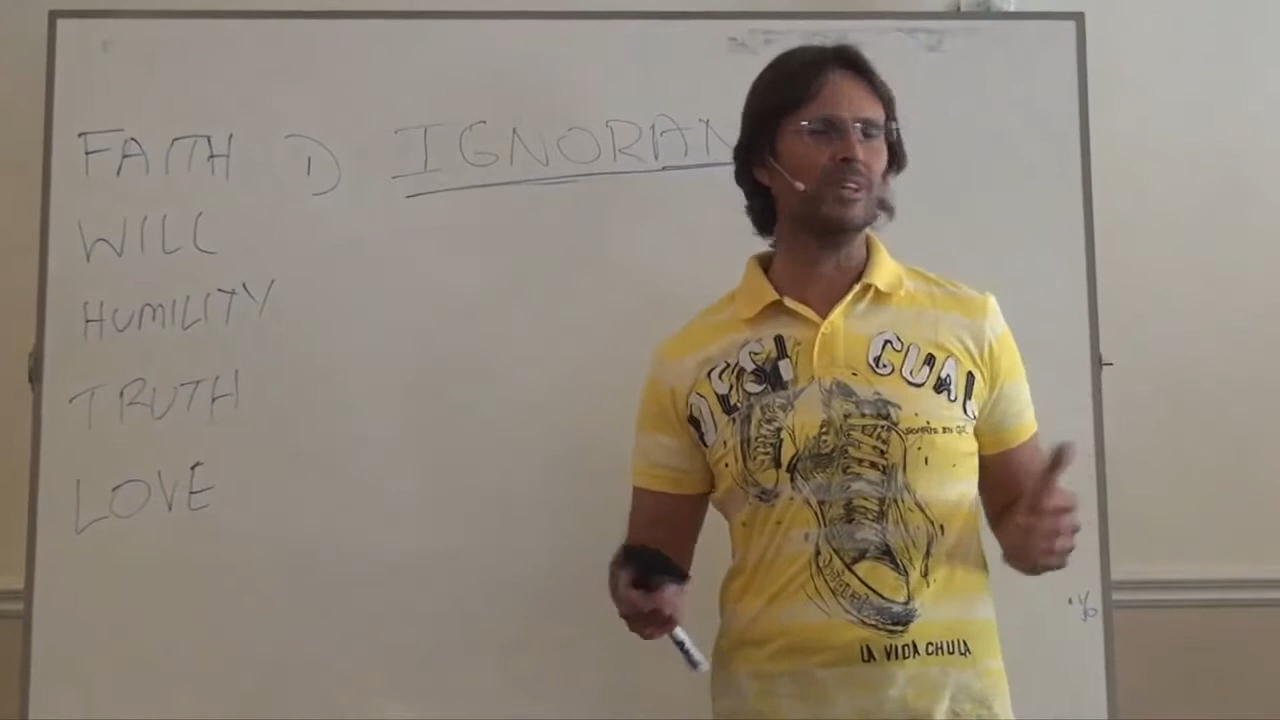 FAITH D IGNORAN
WILL
HUMILITY
TRUTH
LOVE
DESI CUAL
LA VIDA CHULA